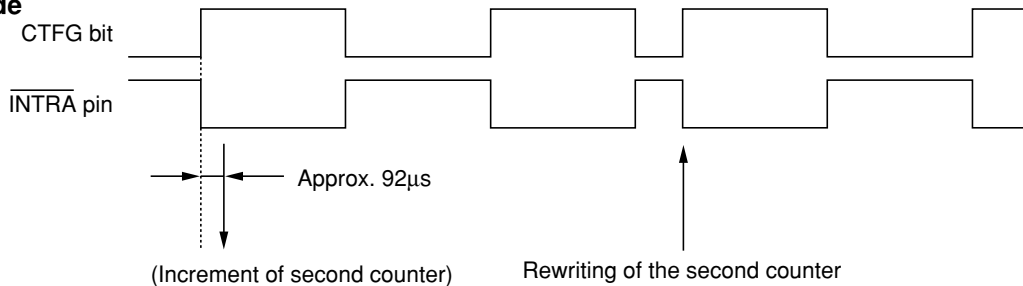 de
CTFG bit
INTRA pin
Approx. 92μs
(Increment of second counter)
Rewriting of the second counter